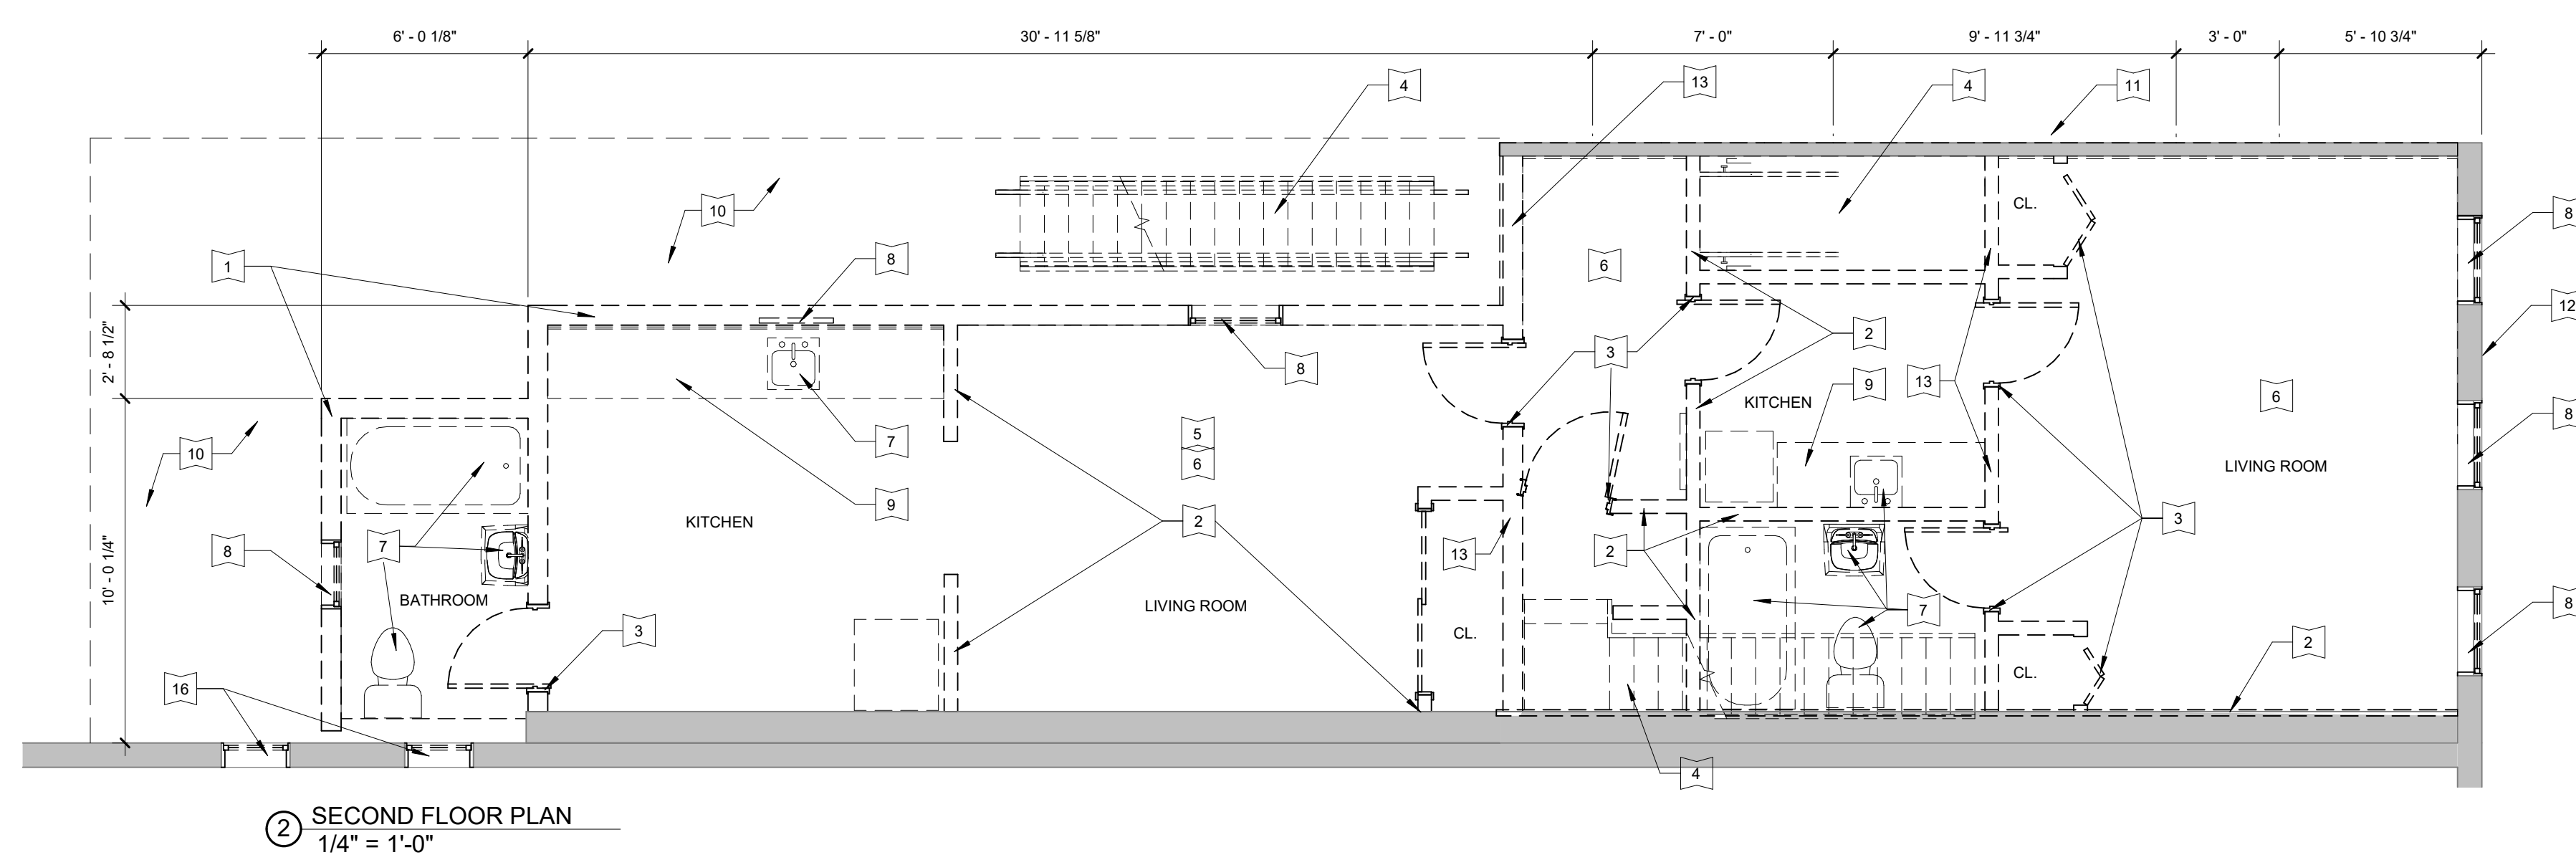 6' - 0 1/8"
30' - 11 5/8"
7' - 0"
9' - 11 3/4"
3' - 0"
5' - 10 3/4"
4
13
4
11
10
CL.
8
1
8
6
12
2' - 8 1/2"
8
3
2
13
9
KITCHEN
6
8
10
7
5
6
LIVING ROOM
9
KITCHEN
2
3
10' - 0 1/4"
8
7
13
2
BATHROOM
LIVING ROOM
7
8
3
CL.
2
CL.
16
4
2
SECOND FLOOR PLAN
1/4" = 1'-0"